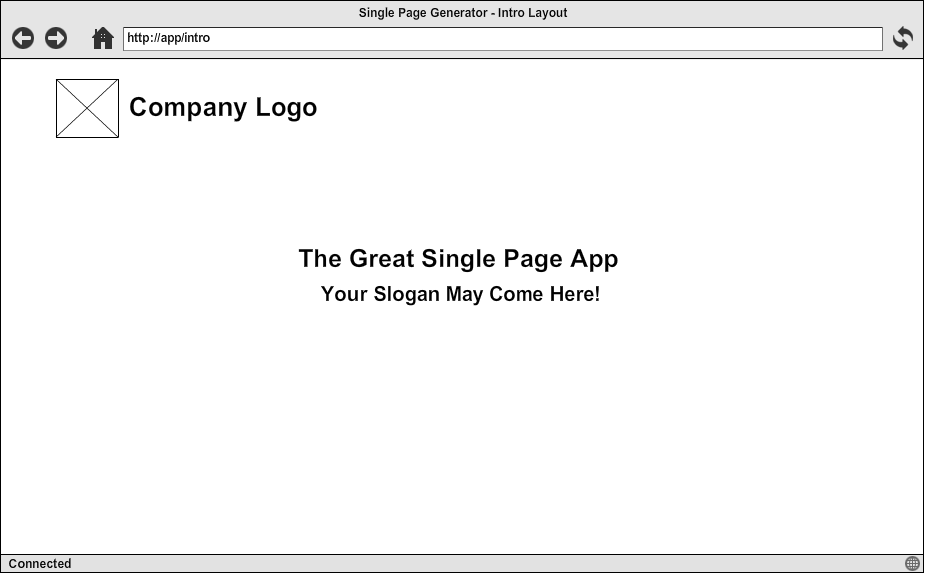 Single Page Generator - Intro Layout
http://app/intro
Company Logo
The Great Single Page App
Your Slogan May Come Here!
Connected